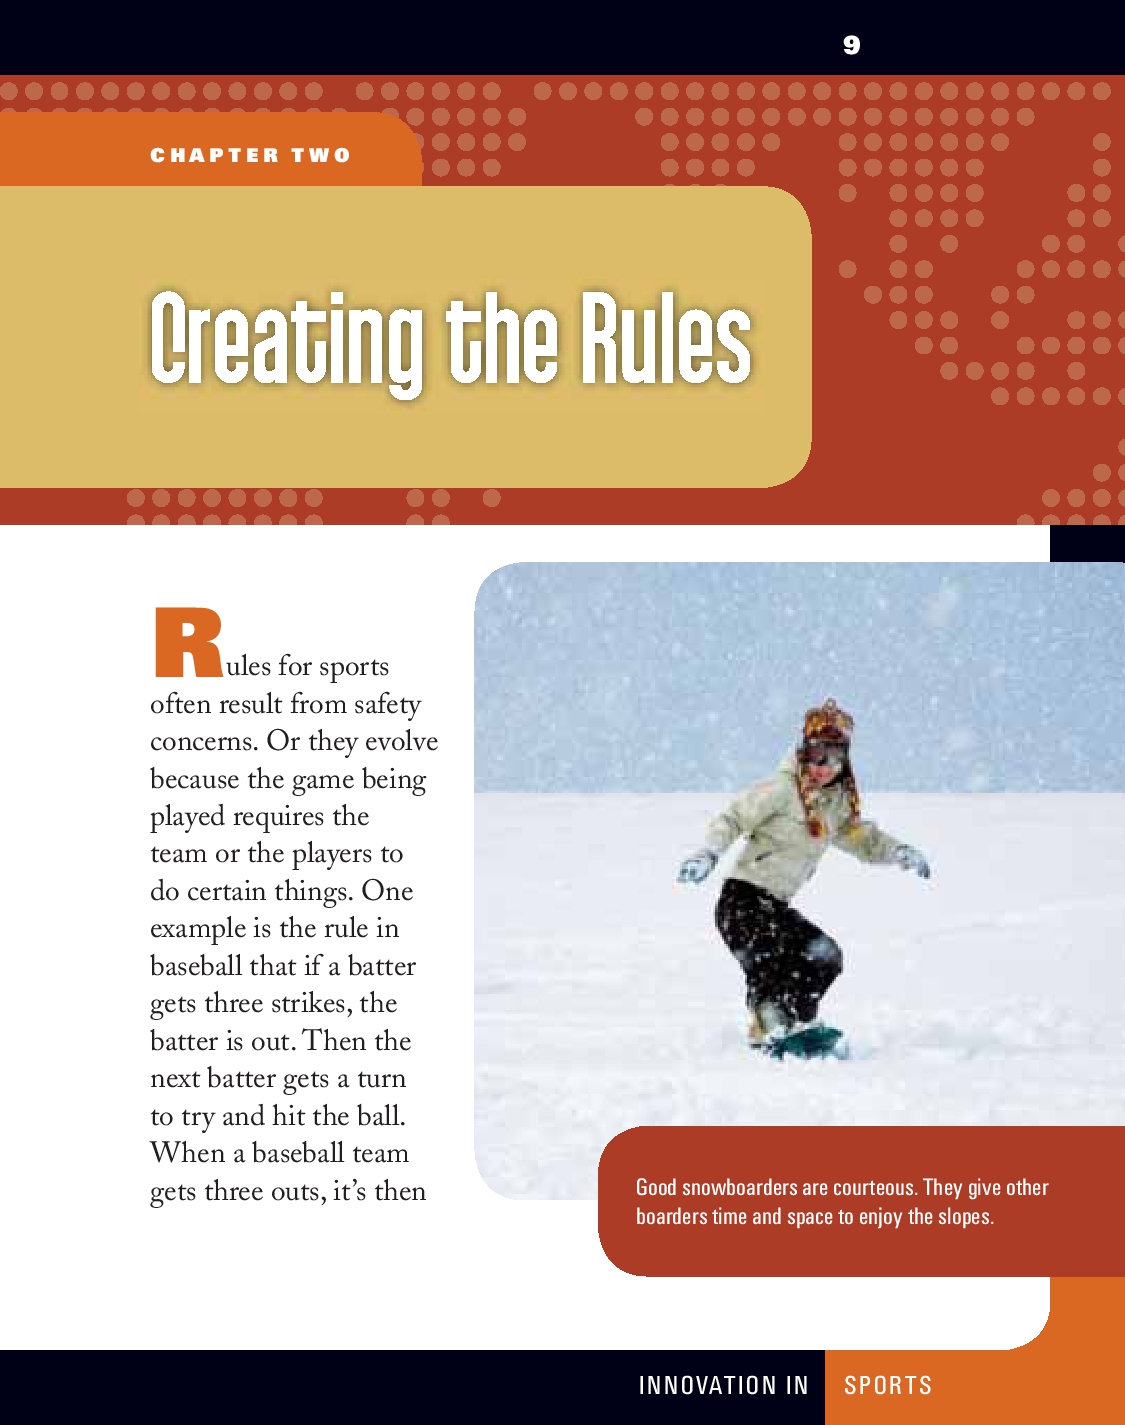 9
CHAPTER TWO
Creating the Rules
Rules for sports
often result from safety
concerns. Or they evolve
because the game being
played requires the
team or the players to
do certain things. One
example is the rule in
baseball that if a batter
gets three strikes, the
batter is out. Then the
next batter gets a turn
to try and hit the ball.
When a baseball team
gets three outs, it’s then
Good snowboarders are courteous. They give other
boarders time and space to enjoy the slopes.
INNOVATION IN SPORTS